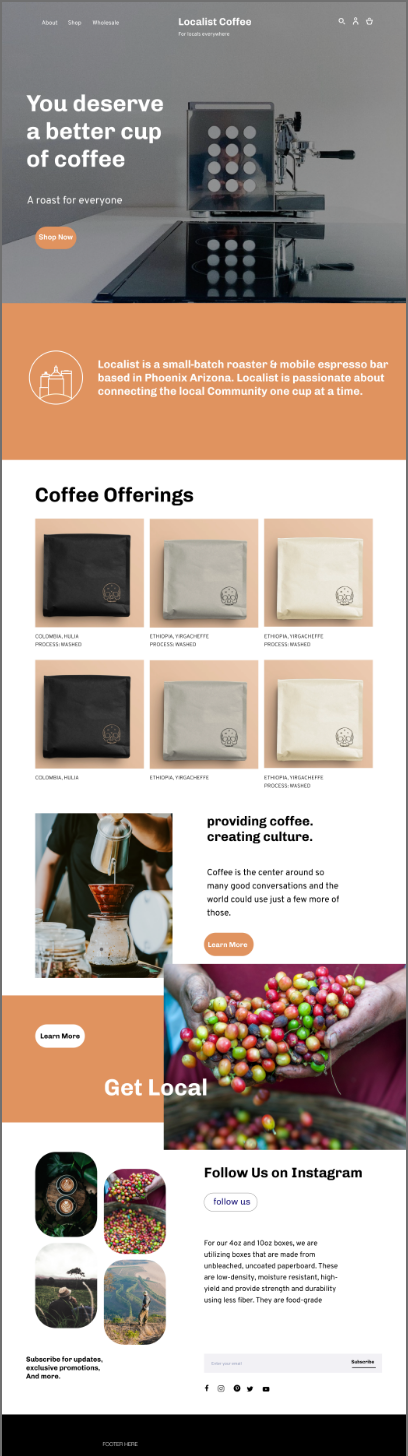 About Shop Wholesale
Localist Coffee
For locals everywhere
You deserve
a better cup
of coffee
A roast for everyone
Shop Now
Localist is a small-batch roaster & mobile espresso bar
based in Phoenix Arizona. Localist is passionate about
connecting the local Community one cup at a time.
Coffee Offerings
COLOMBIA, HULIA
PROCESS: WASHED
ETHIOPIA, YIRGACHEFFE
PROCESS: WASHED
ETHIOPIA, YIRGACHEFFE
PROCESS: WASHED
COLOMBIA, HULIA
ETHIOPIA, YIRGACHEFFE
ETHIOPIA, YIRGACHEFFE
PROCESS: WASHED
providing coffee.
creating culture.
Coffee is the center around so
many good conversations and the
world could use just a few more of
those.
Learn More
Learn More
Get Local
Follow Us on Instagram
follow us
For our 4oz and 10oz boxes, we are
utilizing boxes that are made from
unbleached, uncoated paperboard. These
are low-density, moisture resistant, high-
yield and provide strength and durability
using less fiber. They are food-grade
Subscribe for updates,
exclusive promotions,
And more.
Enter your email
Subscribe
FOOTER HERE